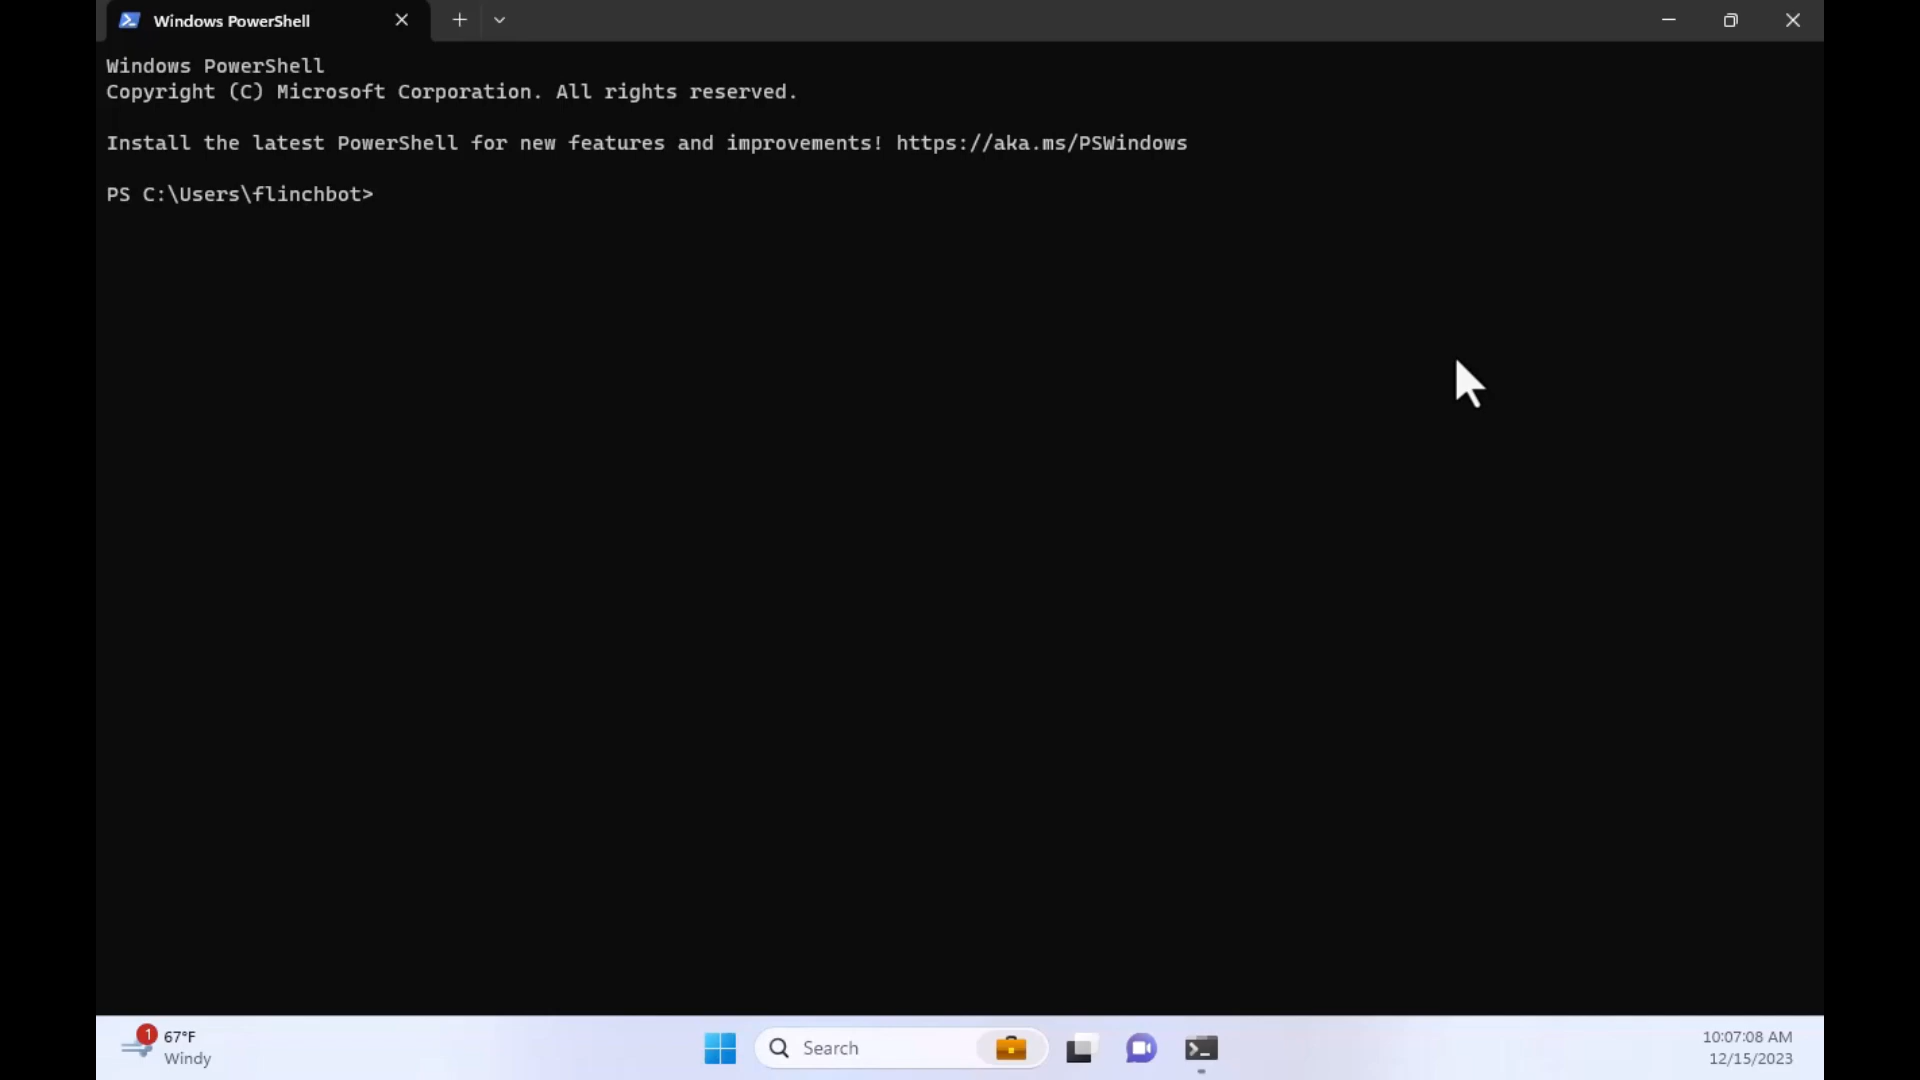 Windows PowerShell
Windows PowerShell
Copyright (C) Microsoft Corporation. All rights reserved.
Install the latest PowerShell for new features and improvements! https://aka.ms/PSWindows
PS C:\Users\flinchbot>
1
67°F
Windy
Search
10:07:08 AM
12/15/2023